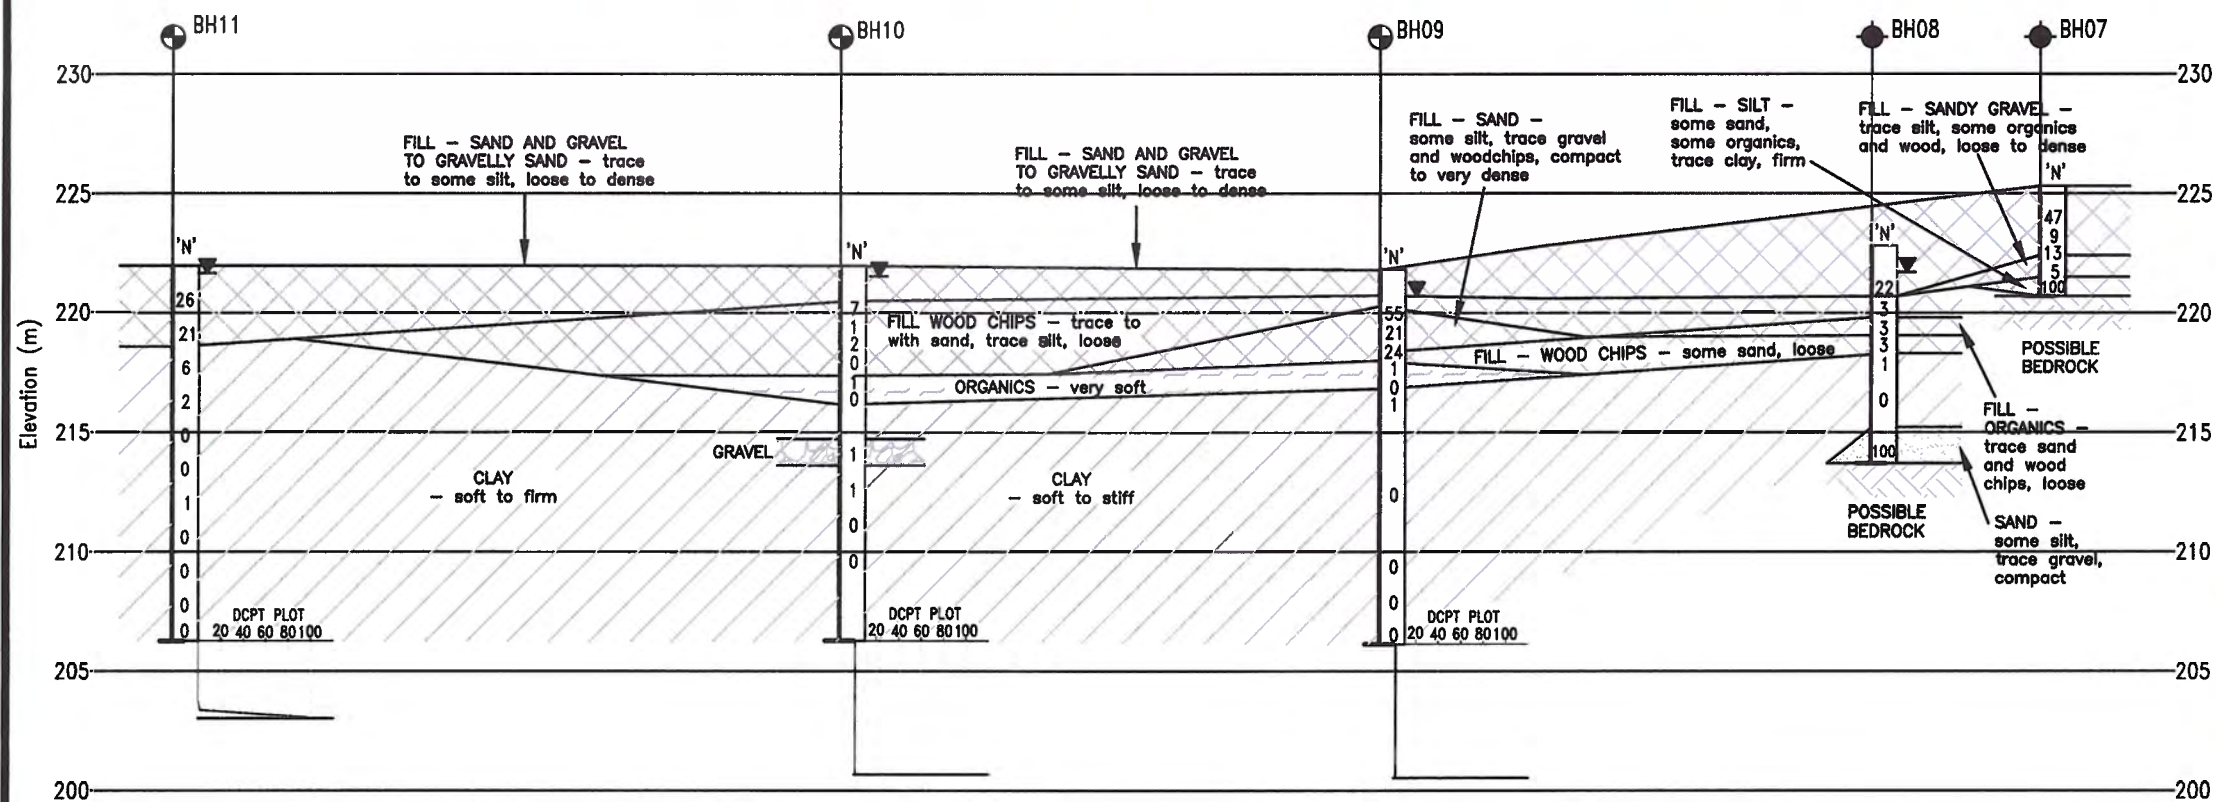 BH11
BH10
BH09
BH08
BH07
230
230
FILL - SAND AND GRAVEL
TO GRAVELLY SAND - trace
to some silt, loose to dense
FILL - SAND AND GRAVEL
TO GRAVELLY SAND - trace
to some silt, loose to dense
FILL - SAND -
some silt, trace gravel
and woodchips, compact
to very dense
FILL - SILT -
some sand,
some organics,
trace clay, firm
FILL - SANDY GRAVEL -
trace silt, some organics
and wood, loose to dense
225
225
'N'
26
21
6
2
0
0
1
0
0
0
0
'N'
7
1
2
0
1
0
1
1
0
0
'N'
55
21
24
1
0
1
0
0
0
0
'N'
22
3
3
3
1
0
100
'N'
47
9
13
5
100
220
220
FILL WOOD CHIPS - trace to
with sand, trace silt, loose
FILL - WOOD CHIPS - some sand, loose
ORGANICS - very soft
POSSIBLE
BEDROCK
Elevation (m)
215
215
GRAVEL
CLAY
- soft to firm
CLAY
- soft to stiff
FILL -
ORGANICS -
trace sand
and wood
chips, loose
POSSIBLE
BEDROCK
SAND -
some silt,
trace gravel,
compact
210
210
DCPT PLOT
20 40 60 80 100
DCPT PLOT
20 40 60 80 100
DCPT PLOT
20 40 60 80 100
205
205
200
200